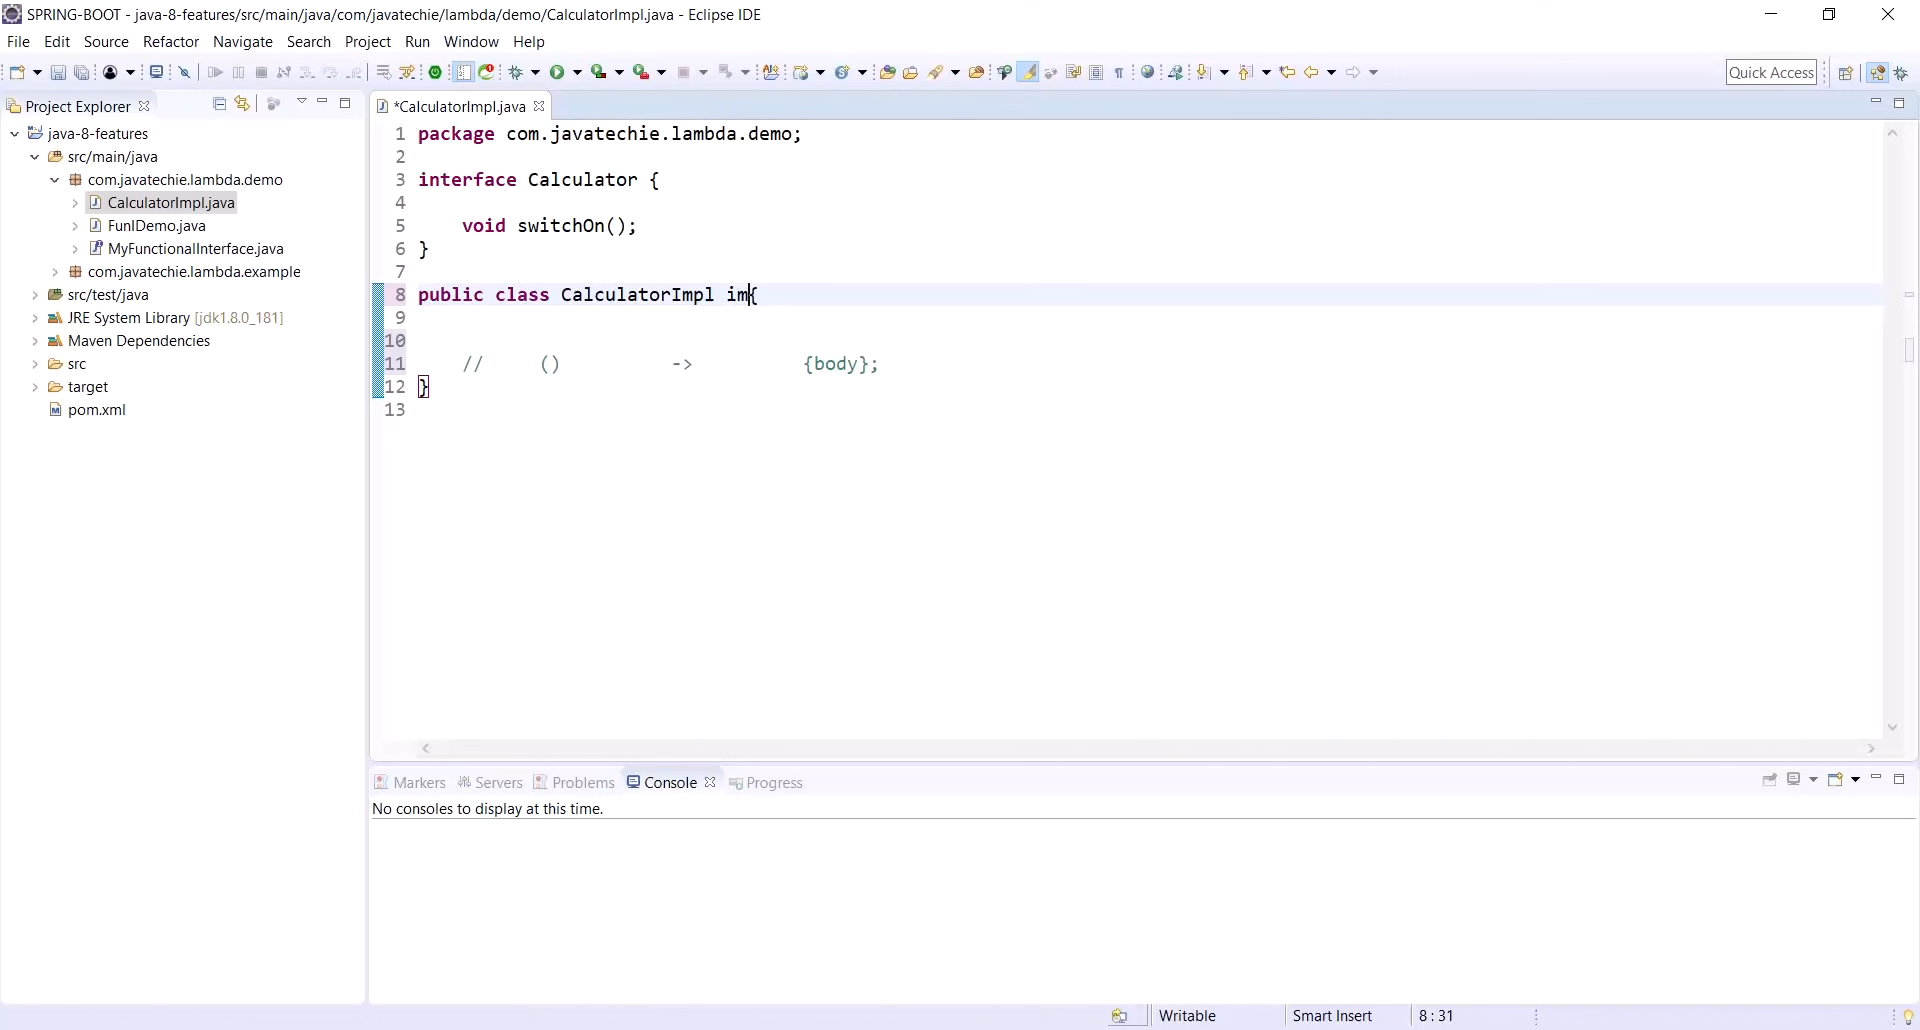 SPRING-BOOT - java-8-features/src/main/java/com/javatechie/lambda/demo/CalculatorImpl.java - Eclipse IDE
File Edit Source Refactor Navigate Search Project Run Window Help
Quick Access
Project Explorer
java-8-features
src/main/java
com.javatechie.lambda.demo
CalculatorImpl.java
FunIDemo.java
MyFunctionalInterface.java
com.javatechie.lambda.example
src/test/java
JRE System Library [jdk1.8.0_181]
Maven Dependencies
src
target
pom.xml
*CalculatorImpl.java
1 package com.javatechie.lambda.demo;
2
3 interface Calculator {
4
5 void switchOn();
6 }
7
8 public class CalculatorImpl im{
9
10
11 // () -> {body};
12 }
13
Markers Servers Problems Console Progress
No consoles to display at this time.
Writable Smart Insert 8 : 31